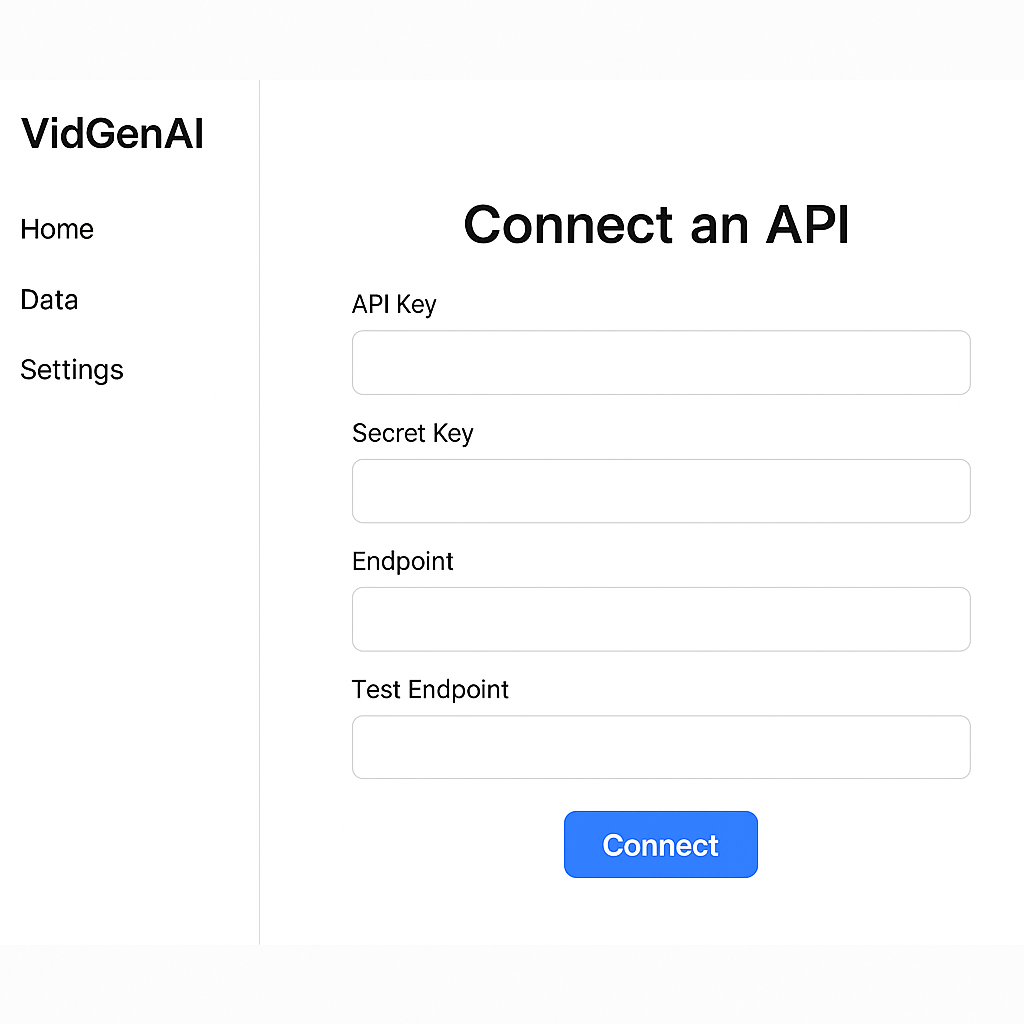 VidGenAI
Home
Data
Settings
Connect an API
API Key
Secret Key
Endpoint
Test Endpoint
Connect